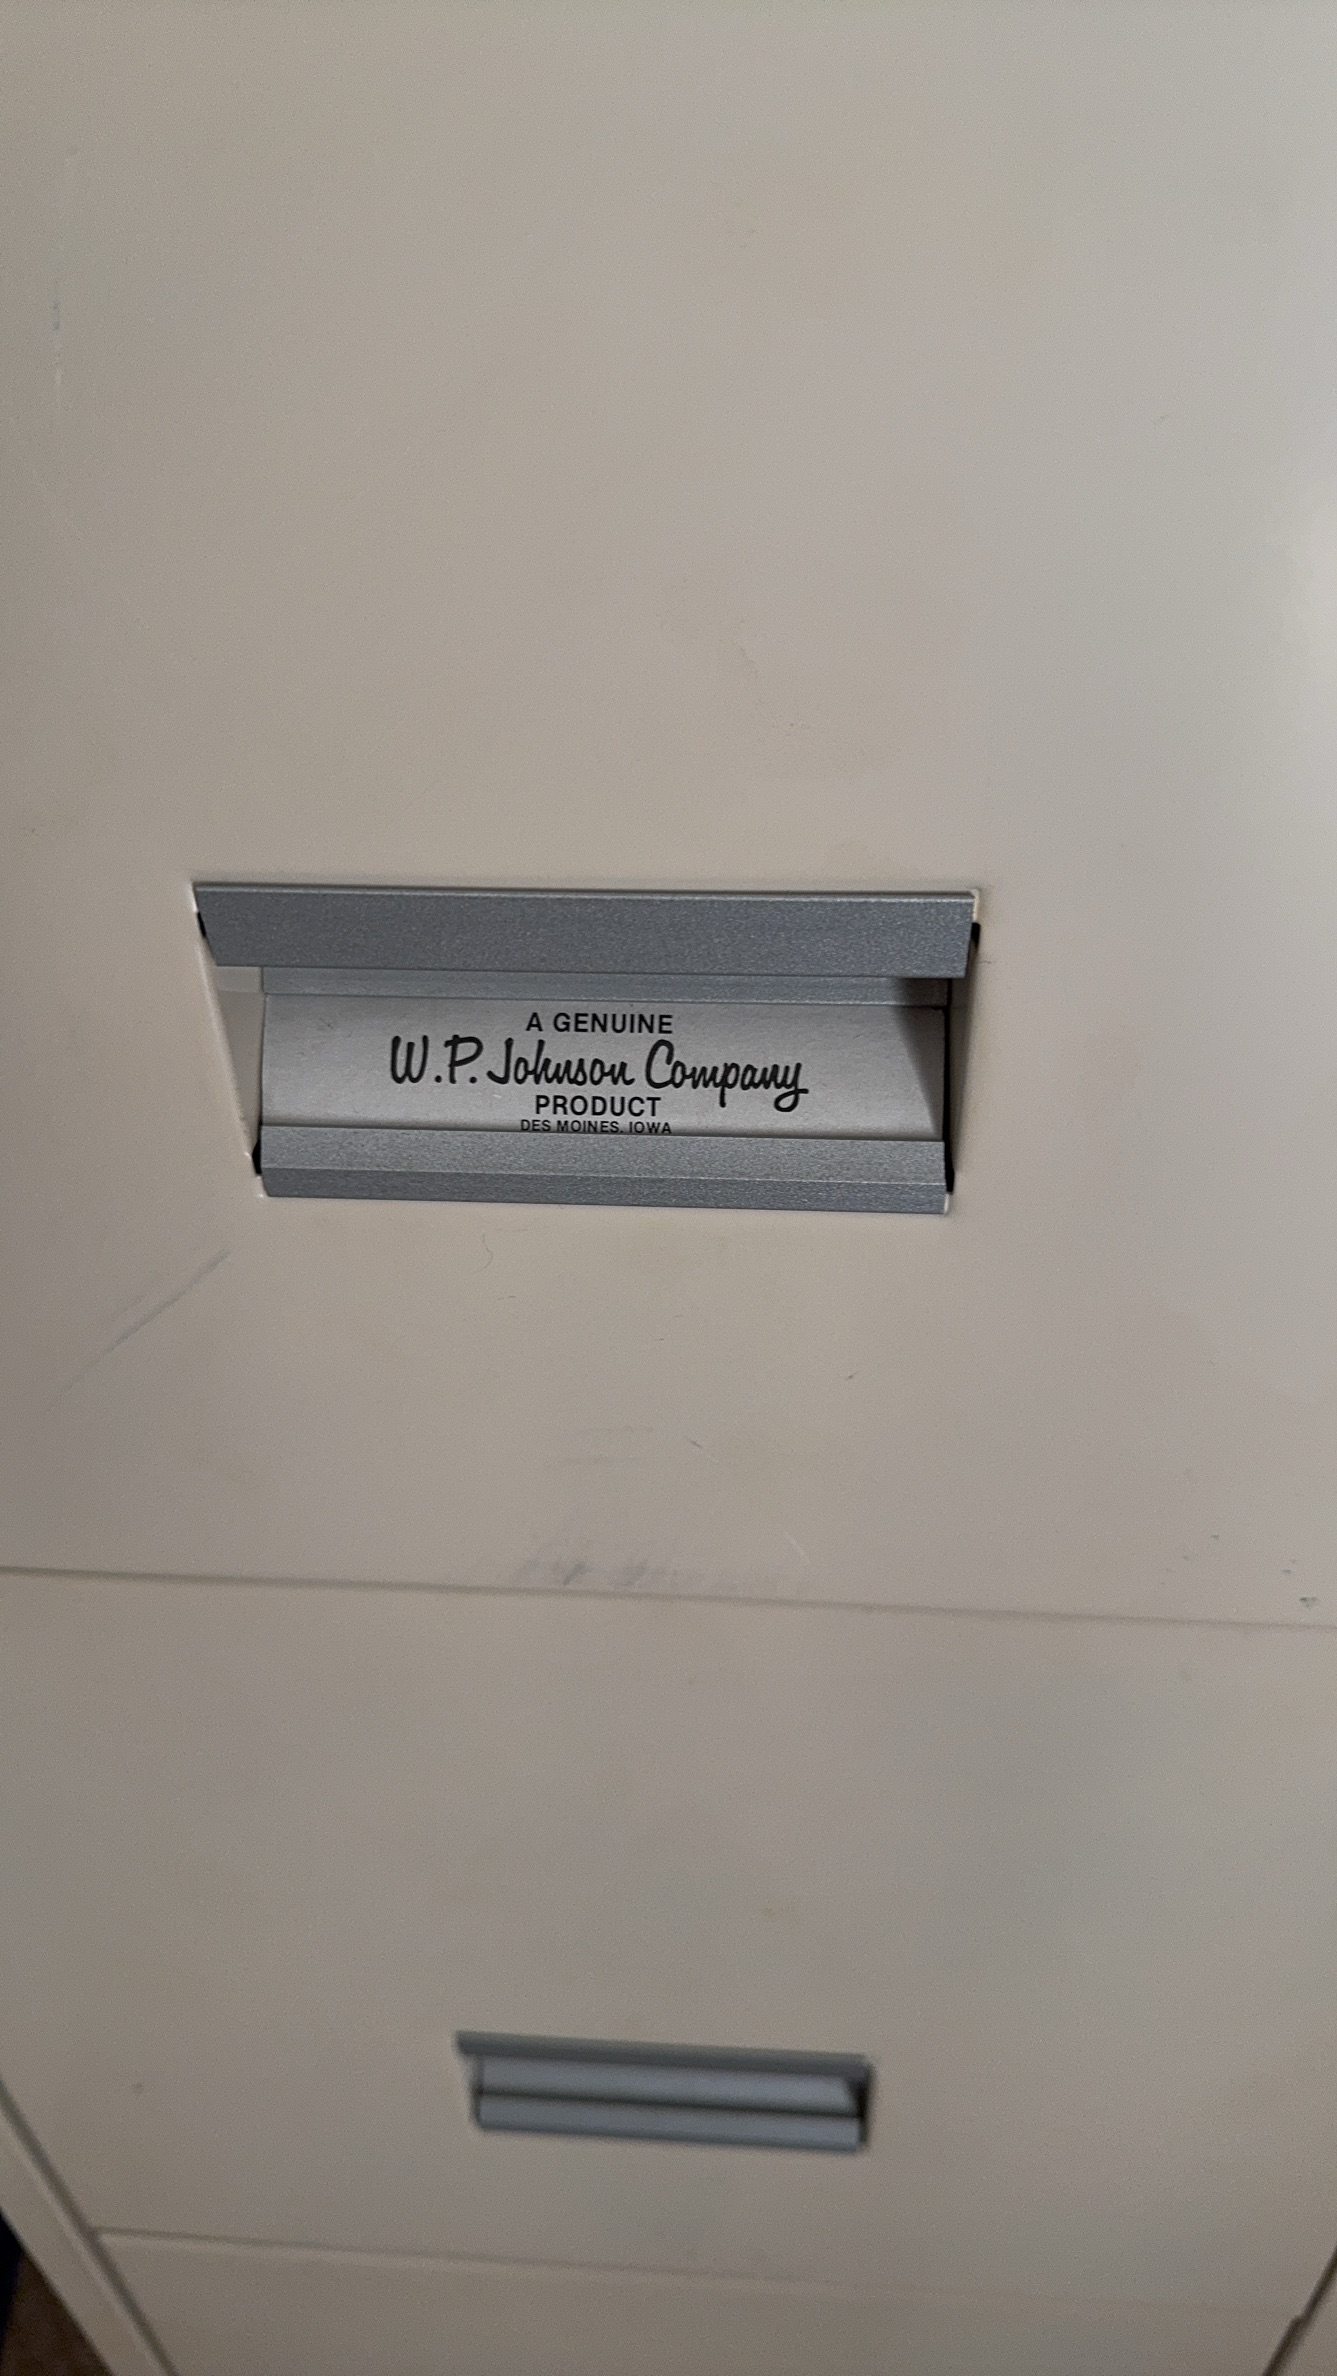 A GENUINE
W.P. Johnson Company
PRODUCT
DES MOINES, IOWA